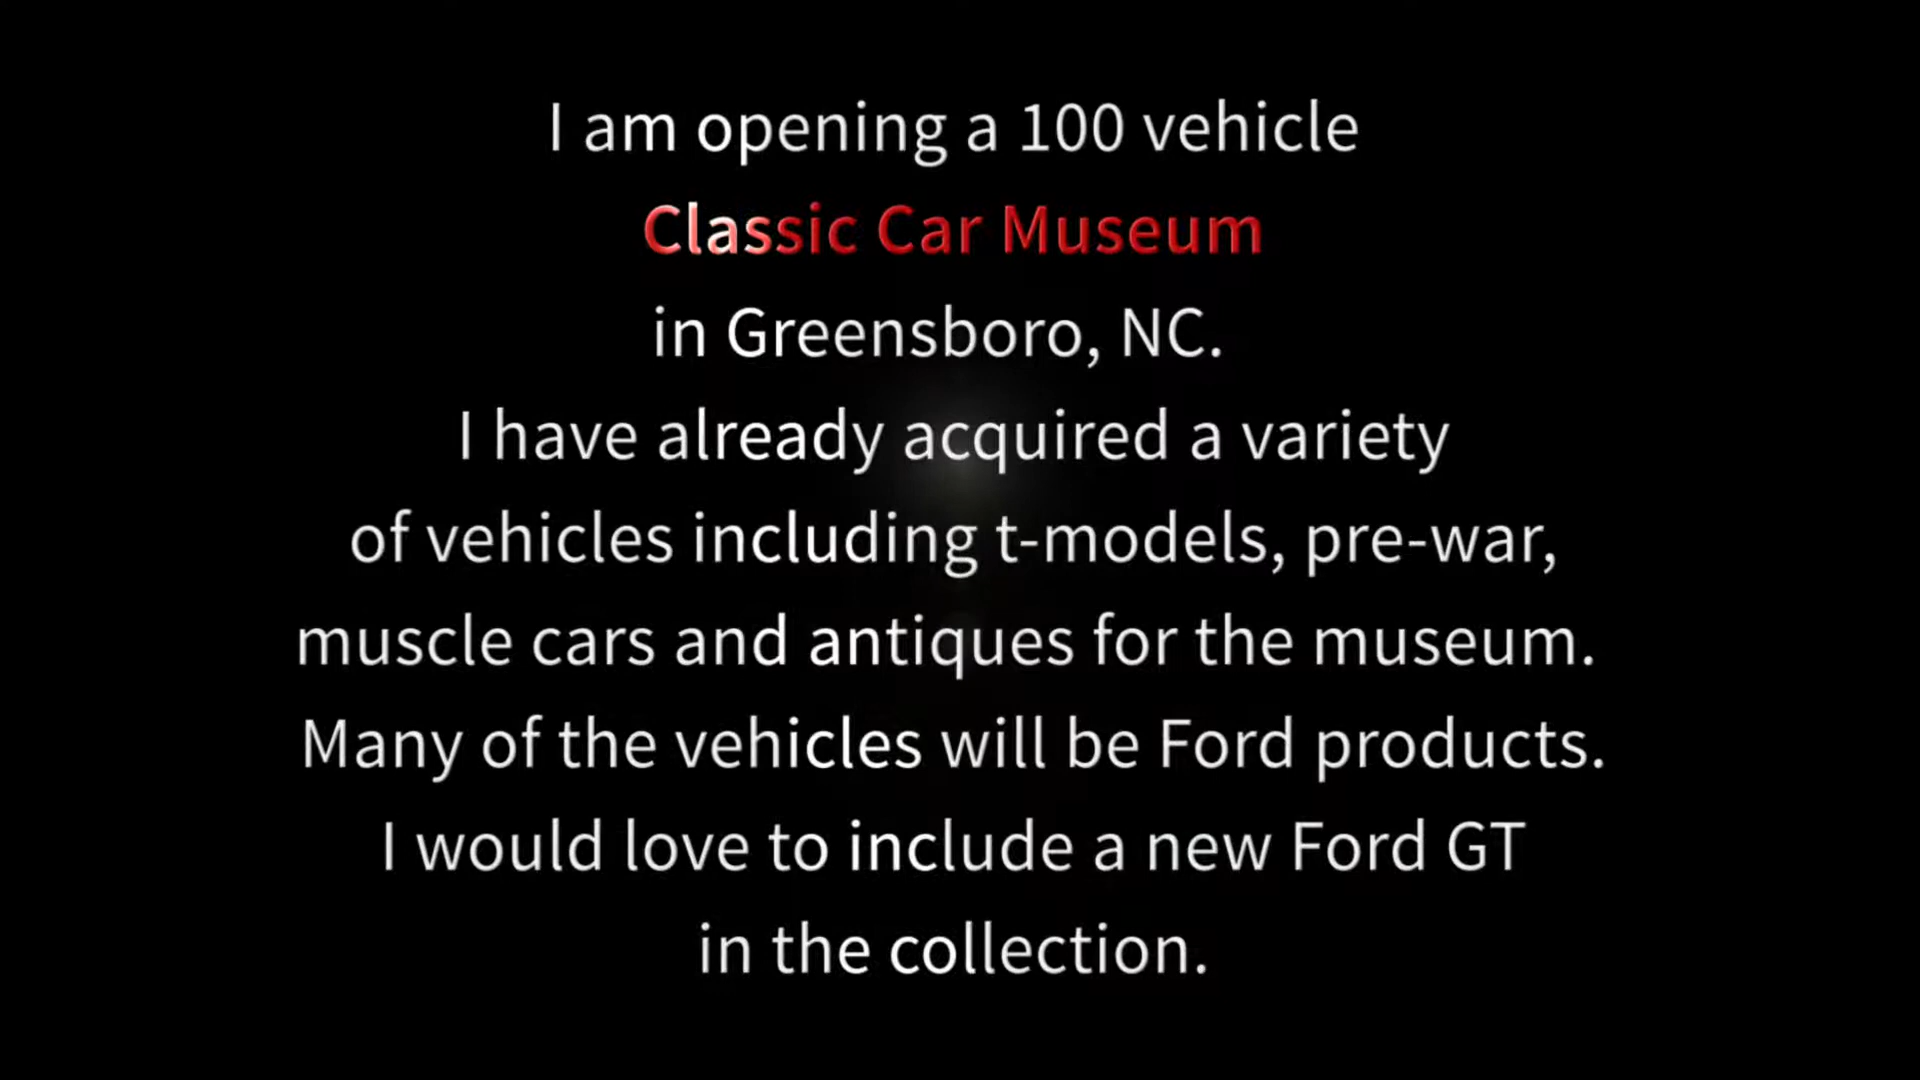 I am opening a 100 vehicle
Classic Car Museum
in Greensboro, NC.
I have already acquired a variety
of vehicles including t-models, pre-war,
muscle cars and antiques for the museum.
Many of the vehicles will be Ford products.
I would love to include a new Ford GT
in the collection.